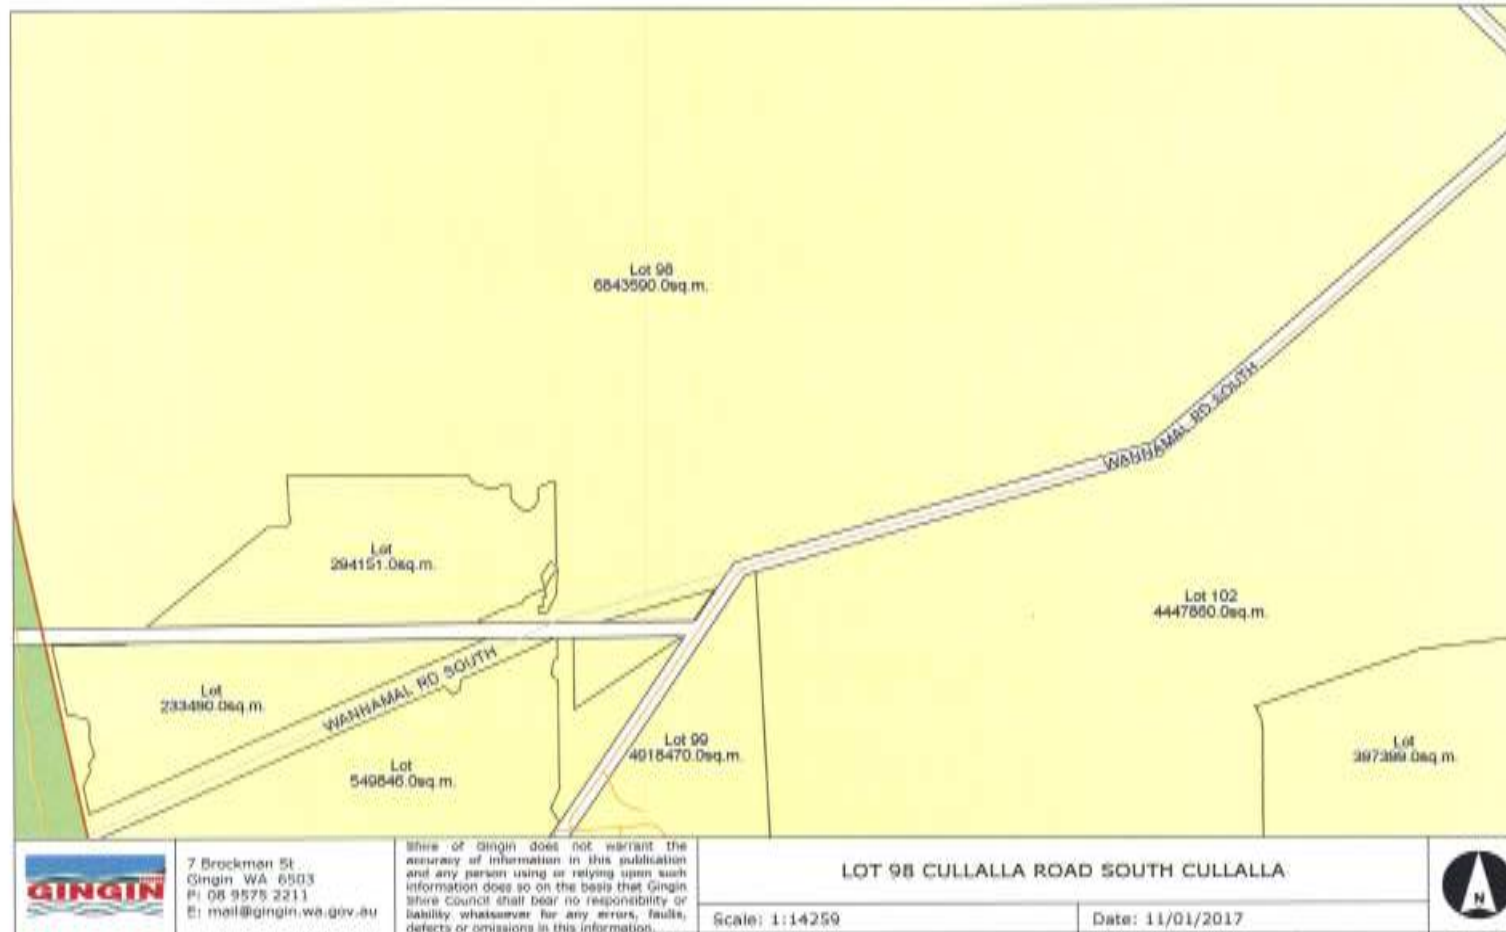 Lot 98
6843590.0sq.m.
WANNAMAL RD SOUTH
Lot
294151.0sq.m.
Lot 102
4447860.0sq.m.
WANNAMAL RD SOUTH
Lot
233490.0sq.m.
Lot 99
4918470.0sq.m.
Lot
549846.0sq.m.
Lot
397399.0sq.m.
GINGIN
7 Brockman St
Gingin WA 6503
P: 08 9575 2211
E: mail@gingin.wa.gov.au
Shire of Gingin does not warrant the
accuracy of information in this publication
and any person using or relying upon such
information does so on the basis that Gingin
Shire Council shall bear no responsibility or
liability whatsoever for any errors, faults,
defects or omissions in this information.
LOT 98 CULLALLA ROAD SOUTH CULLALLA
Scale: 1:14259
Date: 11/01/2017
N